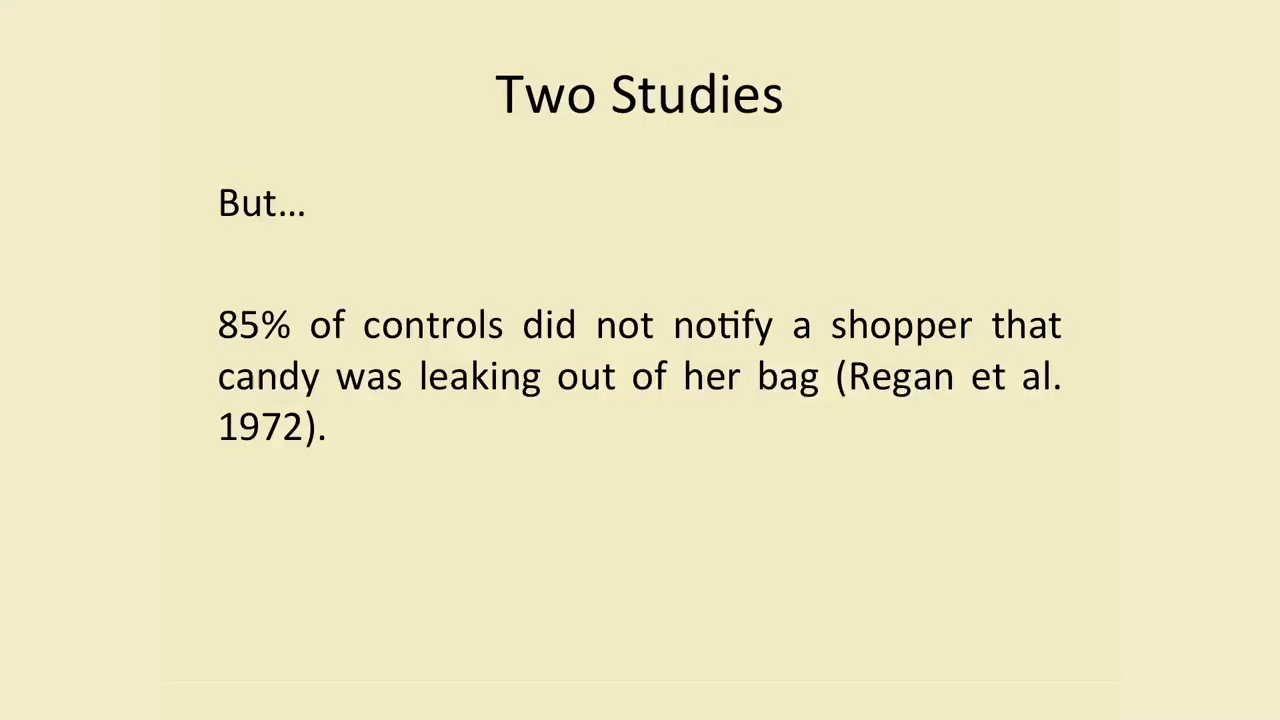 Two Studies
But…
85% of controls did not notify a shopper that
candy was leaking out of her bag (Regan et al.
1972).